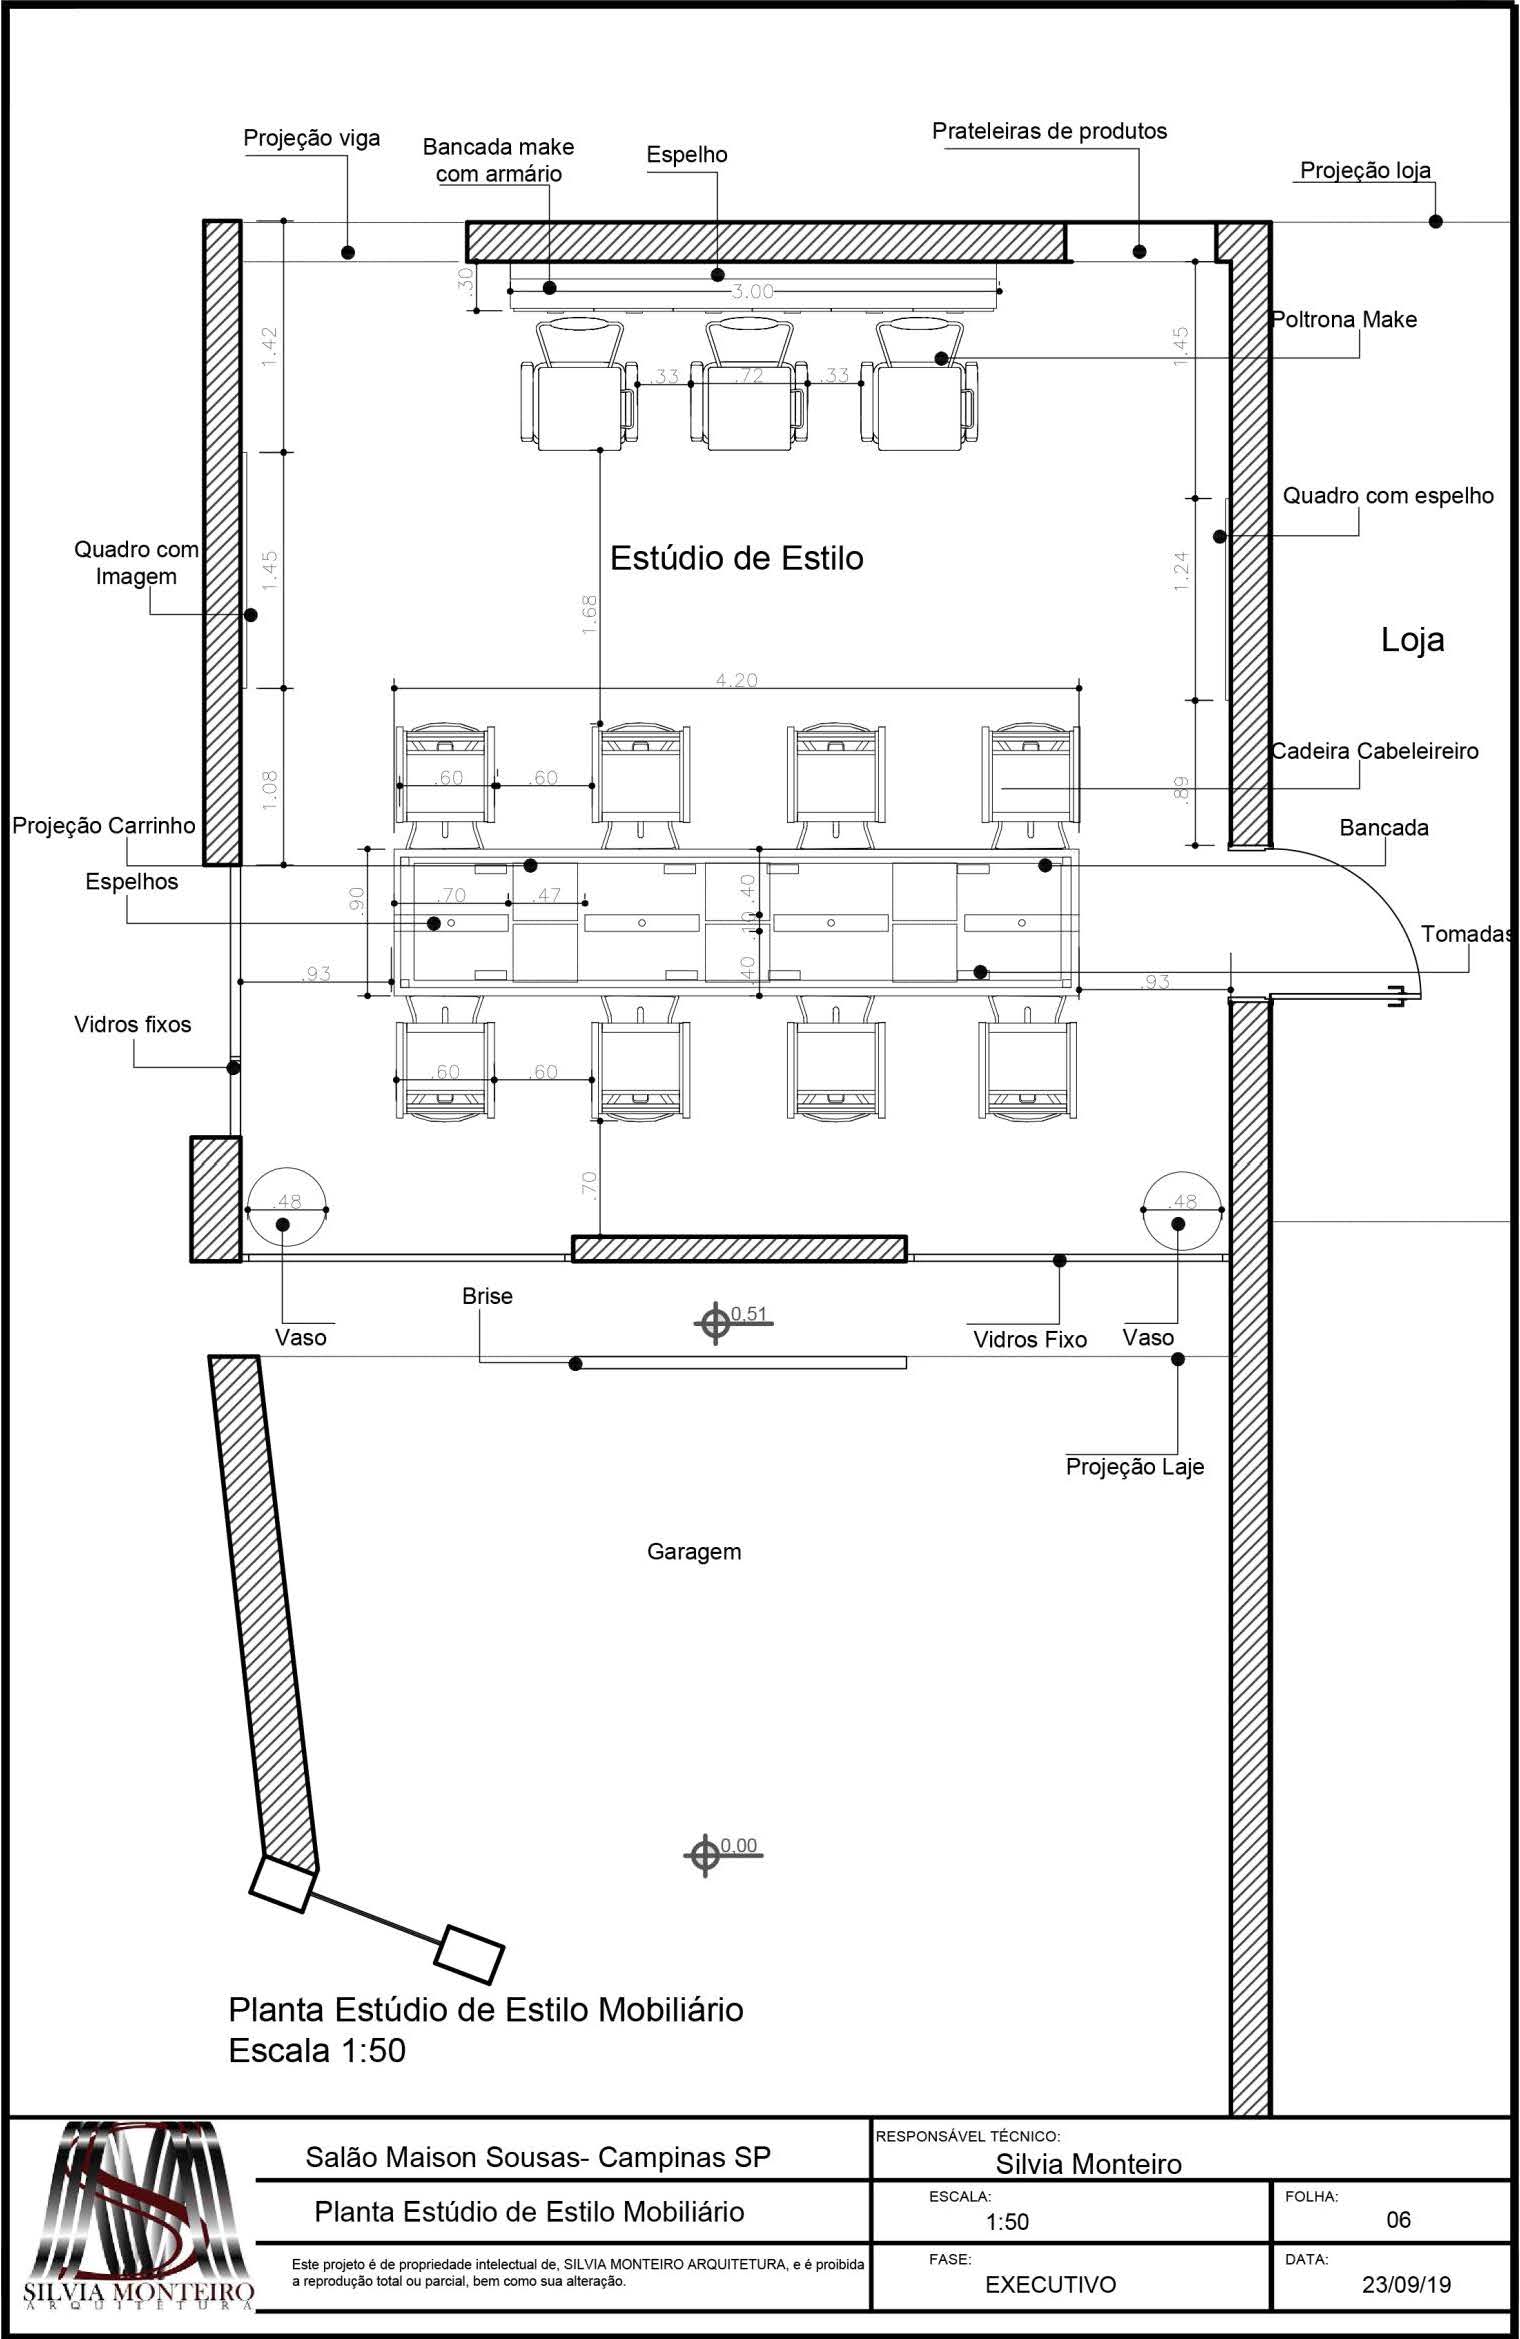 Projeção viga
Bancada make
com armário
Espelho
Prateleiras de produtos
Projeção loja
.30
3.00
1.42
1.45
Poltrona Make
.33
.72
.33
Quadro com espelho
Quadro com
Imagem
1.45
Estúdio de Estilo
1.24
1.68
Loja
4.20
Cadeira Cabeleireiro
1.08
.60
.60
.89
Projeção Carrinho
Bancada
Espelhos
.90
.70
.47
.40
.10
.40
Tomadas
.93
.93
Vidros fixos
.60
.60
.70
.48
.48
Brise
0,51
Vaso
Vidros Fixo
Vaso
Projeção Laje
Garagem
0,00
Planta Estúdio de Estilo Mobiliário
Escala 1:50
SILVIA MONTEIRO
ARQUITETURA
Salão Maison Sousas- Campinas SP
Planta Estúdio de Estilo Mobiliário
Este projeto é de propriedade intelectual de, SILVIA MONTEIRO ARQUITETURA, e é proibida
a reprodução total ou parcial, bem como sua alteração.
RESPONSÁVEL TÉCNICO:
Silvia Monteiro
ESCALA:
1:50
FOLHA:
06
FASE:
EXECUTIVO
DATA:
23/09/19